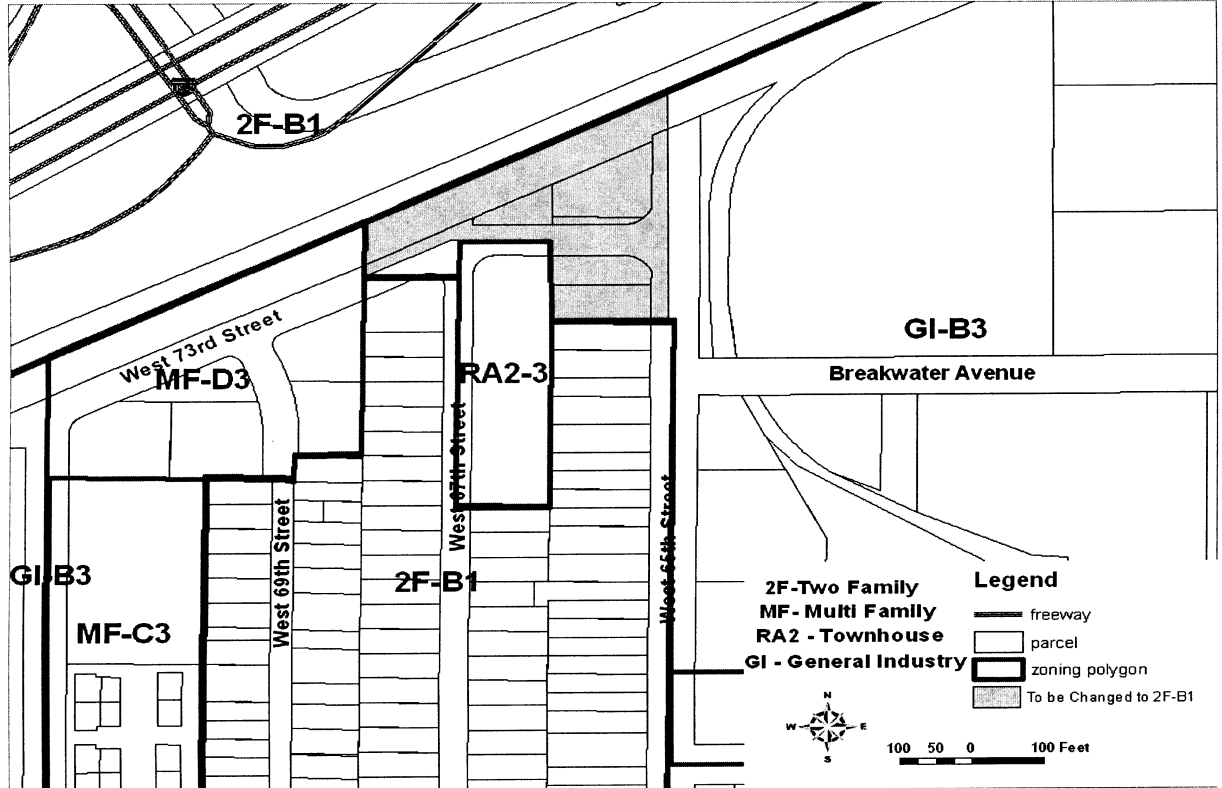 2F-B1
West 73rd Street
MF-D3
RA2-3
GI-B3
Breakwater Avenue
West 67th Street
West 69th Street
West 65th Street
GI-B3
2F-B1
MF-C3
2F-Two Family
MF- Multi Family
RA2 - Townhouse
GI - General Industry
Legend
freeway
parcel
zoning polygon
To be Changed to 2F-B1
N
W E
S
100 50 0 100 Feet